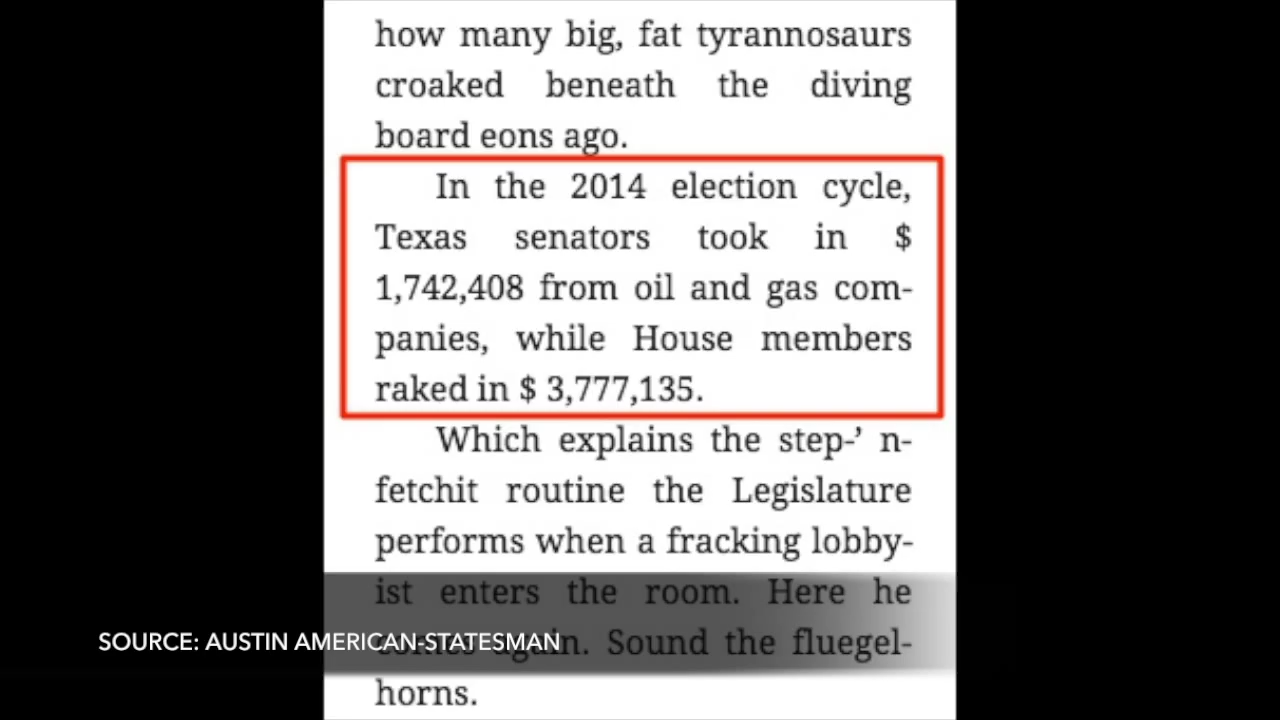 how many big, fat tyrannosaurs
croaked beneath the diving
board eons ago.
In the 2014 election cycle,
Texas senators took in $
1,742,408 from oil and gas com-
panies, while House members
raked in $ 3,777,135.
Which explains the step-’ n-
fetchit routine the Legislature
performs when a fracking lobby-
ist enters the room. Here he
comes again. Sound the fluegel-
horns.
SOURCE: AUSTIN AMERICAN-STATESMAN